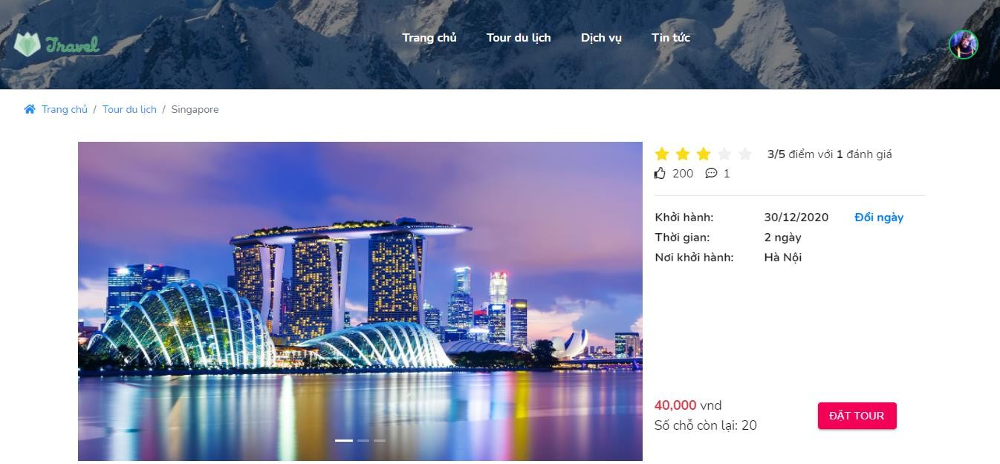 Travel
Trang chủ Tour du lịch Dịch vụ Tin tức
Trang chủ / Tour du lịch / Singapore
3/5 điểm với 1 đánh giá
200 1
Khởi hành: 30/12/2020 Đổi ngày
Thời gian: 2 ngày
Nơi khởi hành: Hà Nội
40,000 vnd
Số chỗ còn lại: 20
ĐẶT TOUR